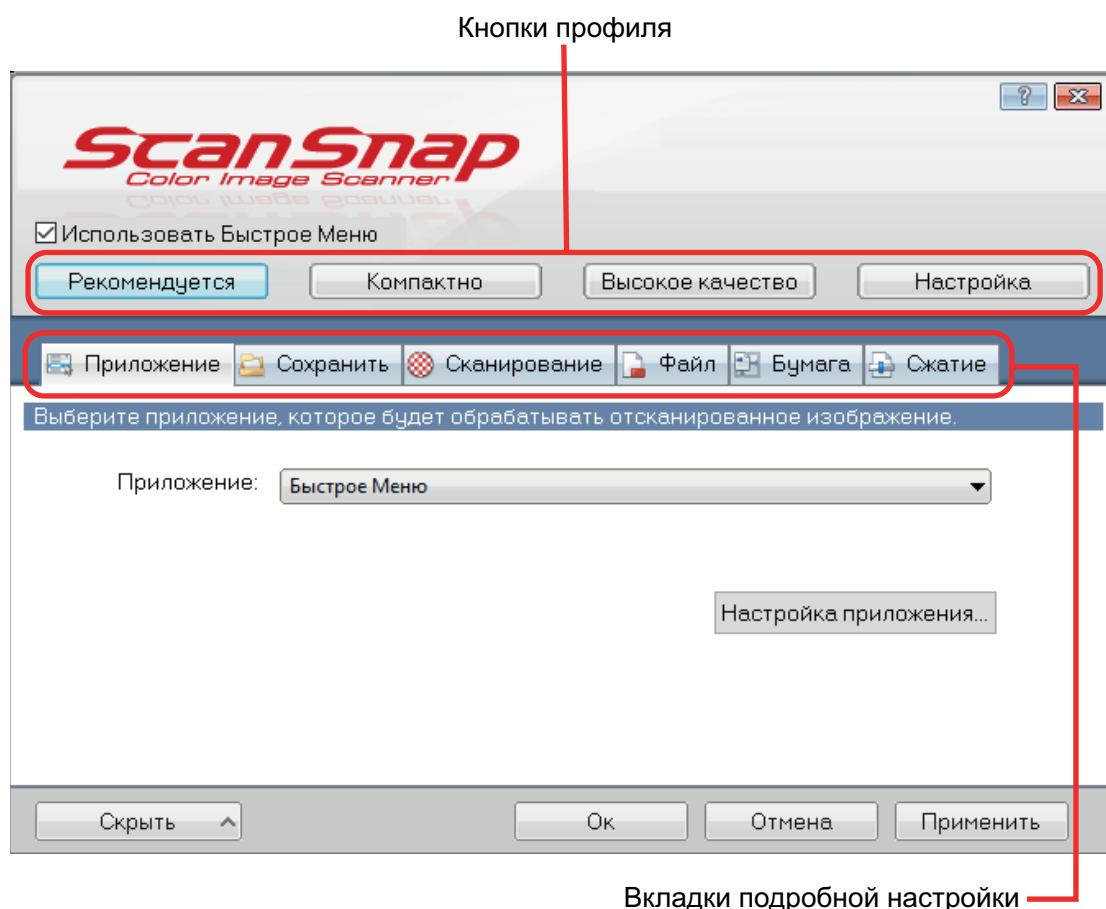 Кнопки профиля
ScanSnap
Color Image Scanner
Использовать Быстрое Меню
Рекомендуется Компактно Высокое качество Настройка
Приложение Сохранить Сканирование Файл Бумага Сжатие
Выберите приложение, которое будет обрабатывать отсканированное изображение.
Приложение: Быстрое Меню
Настройка приложения...
Скрыть Ок Отмена Применить
Вкладки подробной настройки